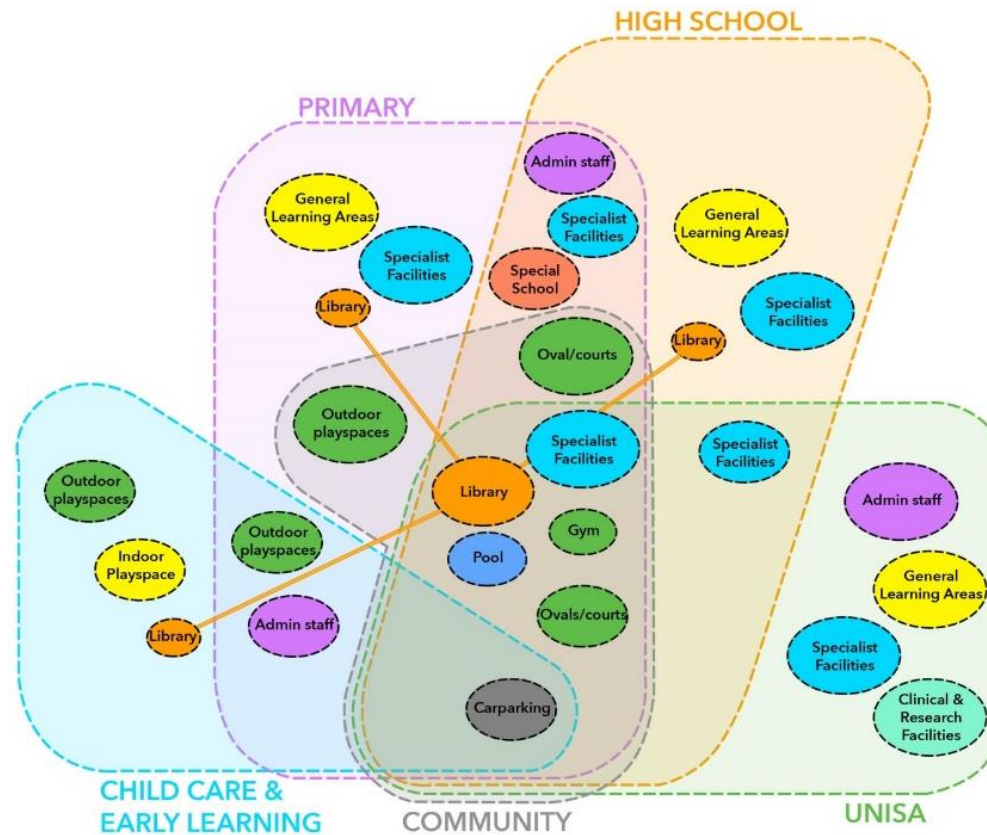 HIGH SCHOOL
PRIMARY
Admin staff
General
Learning Areas
Specialist
Facilities
General
Learning Areas
Specialist
Facilities
Special
School
Library
Specialist
Facilities
Library
Oval/courts
Outdoor
playspaces
Specialist
Facilities
Specialist
Facilities
Outdoor
playspaces
Library
Admin staff
Outdoor
playspaces
Gym
Indoor
Playspace
Pool
General
Learning Areas
Library
Admin staff
Ovals/courts
Specialist
Facilities
Carparking
Clinical &
Research
Facilities
CHILD CARE &
EARLY LEARNING
COMMUNITY
UNISA